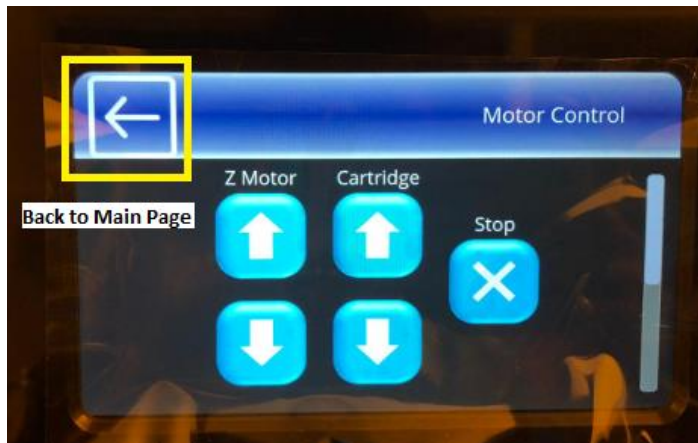 Motor Control
Z Motor Cartridge
Back to Main Page
Stop